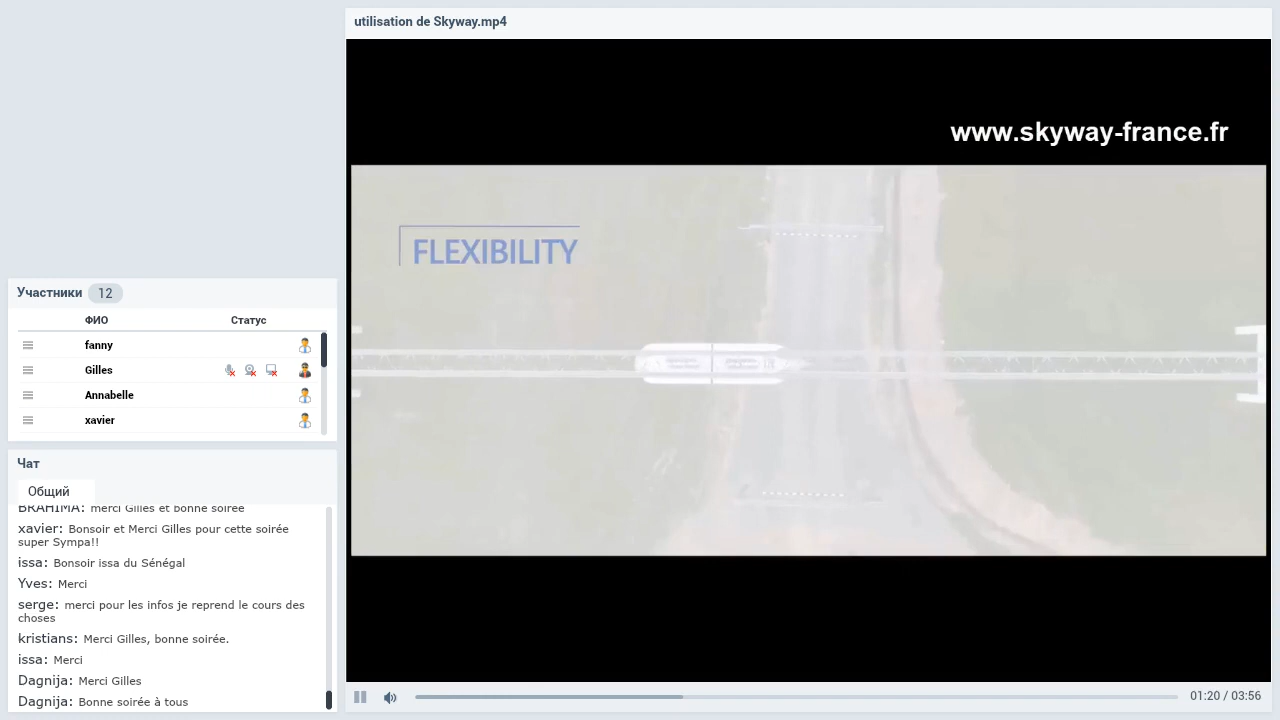 utilisation de Skyway.mp4
www.skyway-france.fr
FLEXIBILITY
Участники 12
ФИО Статус
fanny
Gilles
Annabelle
xavier
Чат
Общий
BRAHIMA: merci Gilles et bonne soirée
xavier: Bonsoir et Merci Gilles pour cette soirée
super Sympa!!
issa: Bonsoir issa du Sénégal
Yves: Merci
serge: merci pour les infos je reprend le cours des
choses
kristians: Merci Gilles, bonne soirée.
issa: Merci
Dagnija: Merci Gilles
Dagnija: Bonne soirée à tous
01:20 / 03:56